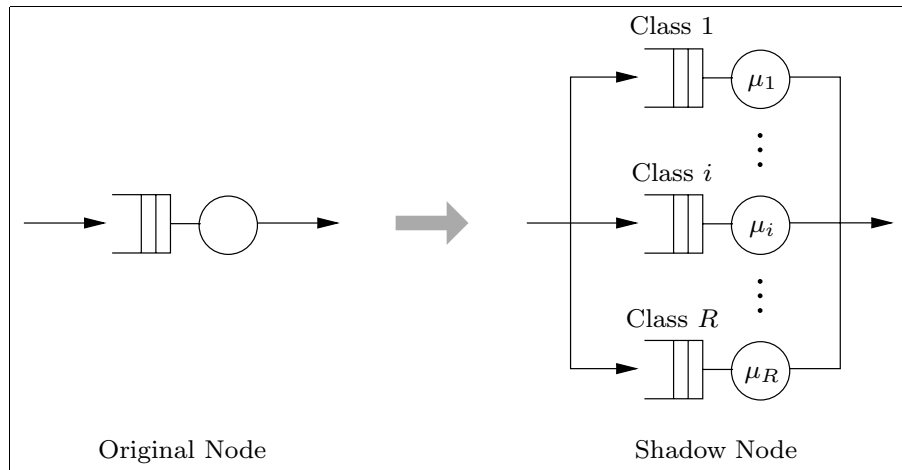 Class 1
μ1
Class i
μi
Class R
μR
Original Node
Shadow Node